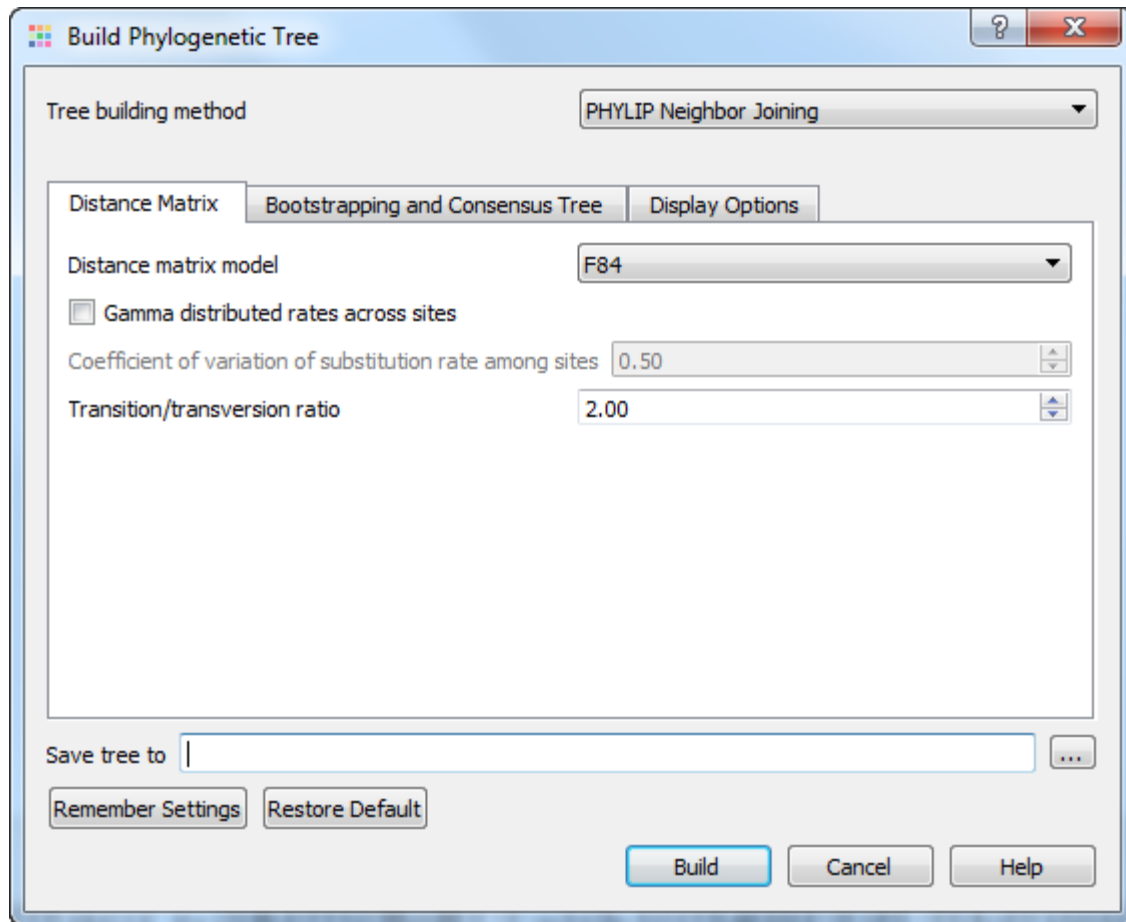 Build Phylogenetic Tree
Tree building method PHYLIP Neighbor Joining
Distance Matrix Bootstrapping and Consensus Tree Display Options
Distance matrix model F84
Gamma distributed rates across sites
Coefficient of variation of substitution rate among sites 0.50
Transition/transversion ratio 2.00
Save tree to ...
Remember Settings Restore Default
Build Cancel Help